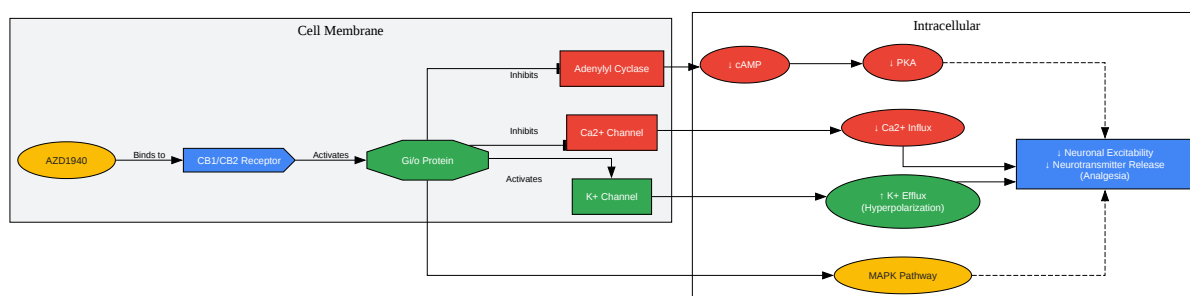 Cell Membrane
Intracellular
Adenylyl Cyclase
↓ cAMP
↓ PKA
Inhibits
Ca2+ Channel
↓ Ca2+ Influx
Inhibits
AZD1940
Binds to
CB1/CB2 Receptor
Activates
Gi/o Protein
Activates
K+ Channel
↑ K+ Efflux
(Hyperpolarization)
↓ Neuronal Excitability
↓ Neurotransmitter Release
(Analgesia)
MAPK Pathway